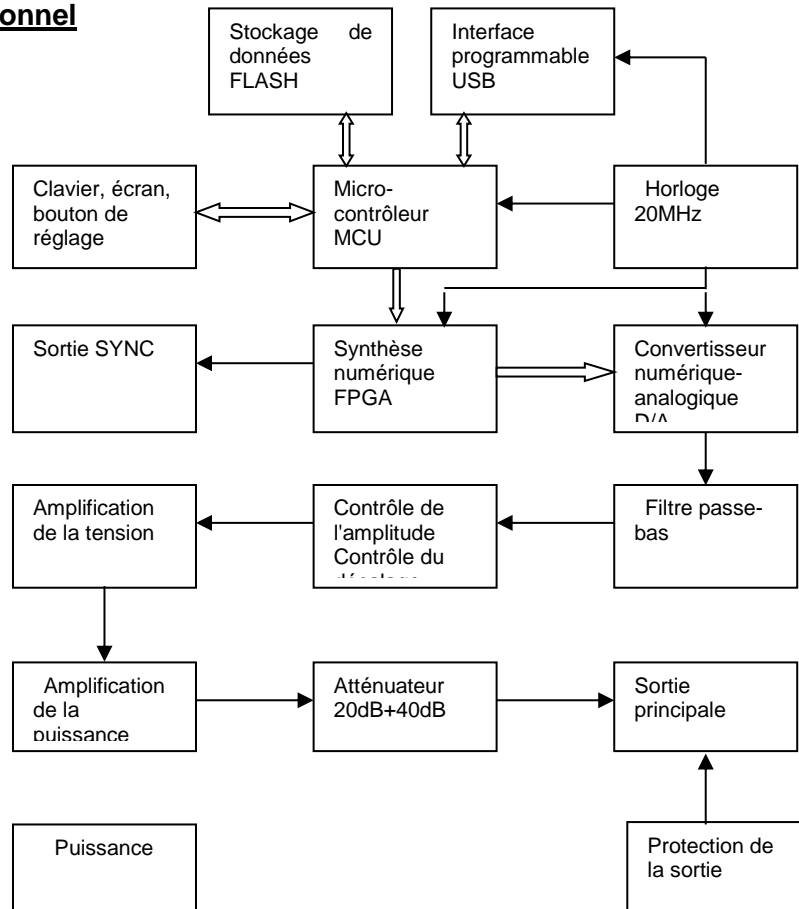 onnel
Stockage de
données
FLASH
Interface
programmable
USB
Clavier, écran,
bouton de
réglage
Micro-
contrôleur
MCU
Horloge
20MHz
Sortie SYNC
Synthèse
numérique
FPGA
Convertisseur
numérique-
analogique
D/A
Amplification
de la tension
Contrôle de
l'amplitude
Contrôle du
décalage
Filtre passe-
bas
Amplification
de la
puissance
Atténuateur
20dB+40dB
Sortie
principale
Puissance
Protection de
la sortie